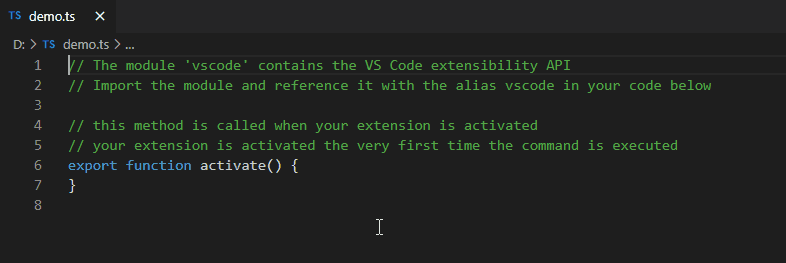 TS demo.ts ×
D: > TS demo.ts > ...
1 // The module 'vscode' contains the VS Code extensibility API
2 // Import the module and reference it with the alias vscode in your code below
3
4 // this method is called when your extension is activated
5 // your extension is activated the very first time the command is executed
6 export function activate() {
7 }
8